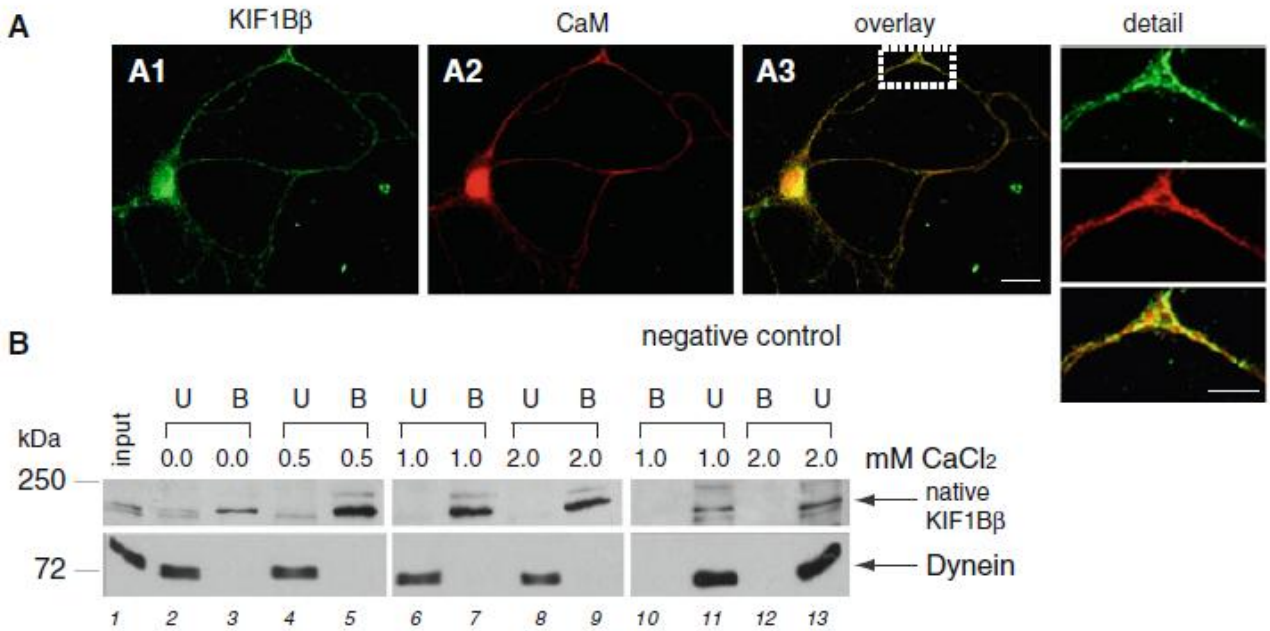 A
KIF1Bβ CaM overlay detail
A1 A2 A3
B
negative control
U B U B U B U B B U B U
kDa input 0.0 0.0 0.5 0.5 1.0 1.0 2.0 2.0 1.0 1.0 2.0 2.0 mM CaCl₂
250
native
KIF1Bβ
72 Dynein
1 2 3 4 5 6 7 8 9 10 11 12 13